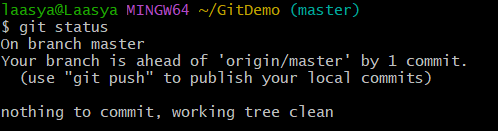 laasya@Laasya MINGW64 ~/GitDemo (master)
$ git status
On branch master
Your branch is ahead of 'origin/master' by 1 commit.
  (use "git push" to publish your local commits)

nothing to commit, working tree clean